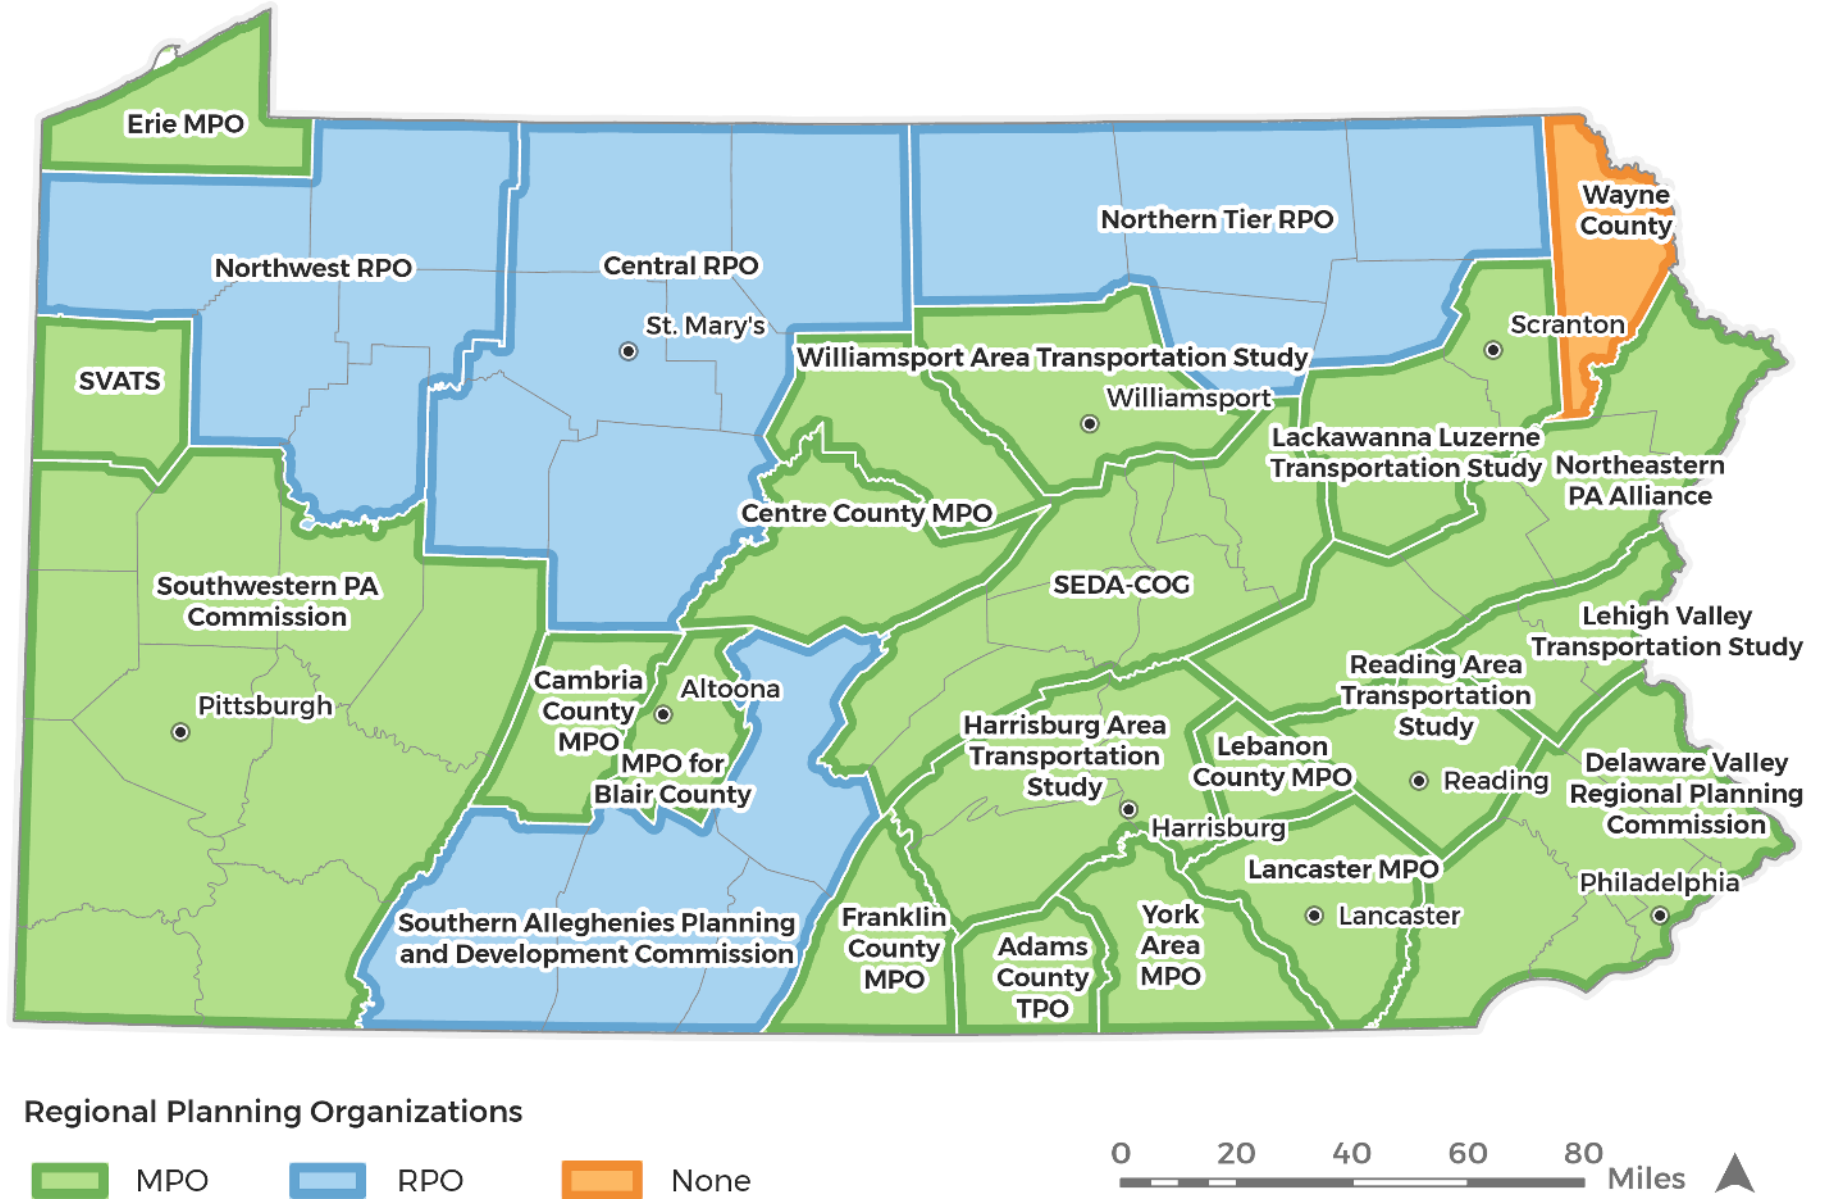 Erie MPO
Wayne
County
Northern Tier RPO
Northwest RPO
Central RPO
St. Mary's
Scranton
Williamsport Area Transportation Study
SVATS
Williamsport
Lackawanna Luzerne
Transportation Study
Northeastern
PA Alliance
Centre County MPO
Southwestern PA
Commission
SEDA-COG
Lehigh Valley
Transportation Study
Cambria
County
MPO
Altoona
Reading Area
Transportation
Study
Pittsburgh
Harrisburg Area
Transportation
Study
Lebanon
County MPO
MPO for
Blair County
Reading
Delaware Valley
Regional Planning
Commission
Harrisburg
Lancaster MPO
Philadelphia
Southern Alleghenies Planning
and Development Commission
Franklin
County
MPO
York
Area
MPO
Lancaster
Adams
County
TPO
Regional Planning Organizations
MPO
RPO
None
0 20 40 60 80
Miles